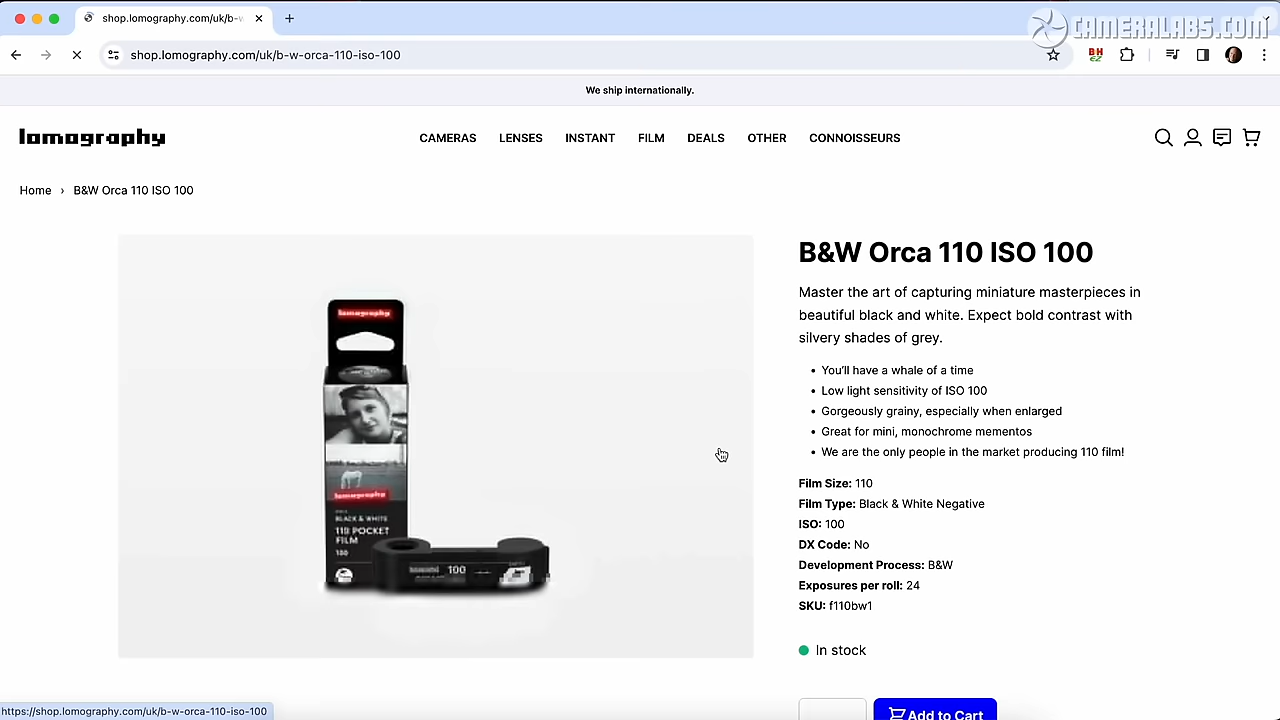 shop.lomography.com/uk/b-w
CAMERALABS.COM
shop.lomography.com/uk/b-w-orca-110-iso-100
BH
EZ
We ship internationally.
lomography
CAMERAS LENSES INSTANT FILM DEALS OTHER CONNOISSEURS
Home › B&W Orca 110 ISO 100
B&W Orca 110 ISO 100
Master the art of capturing miniature masterpieces in
beautiful black and white. Expect bold contrast with
silvery shades of grey.
• You'll have a whale of a time
• Low light sensitivity of ISO 100
• Gorgeously grainy, especially when enlarged
• Great for mini, monochrome mementos
• We are the only people in the market producing 110 film!
Film Size: 110
Film Type: Black & White Negative
ISO: 100
DX Code: No
Development Process: B&W
Exposures per roll: 24
SKU: f110bw1
In stock
Add to Cart
lomography
lomography
BLACK & WHITE
110 POCKET
FILM
100
100
https://shop.lomography.com/uk/b-w-orca-110-iso-100